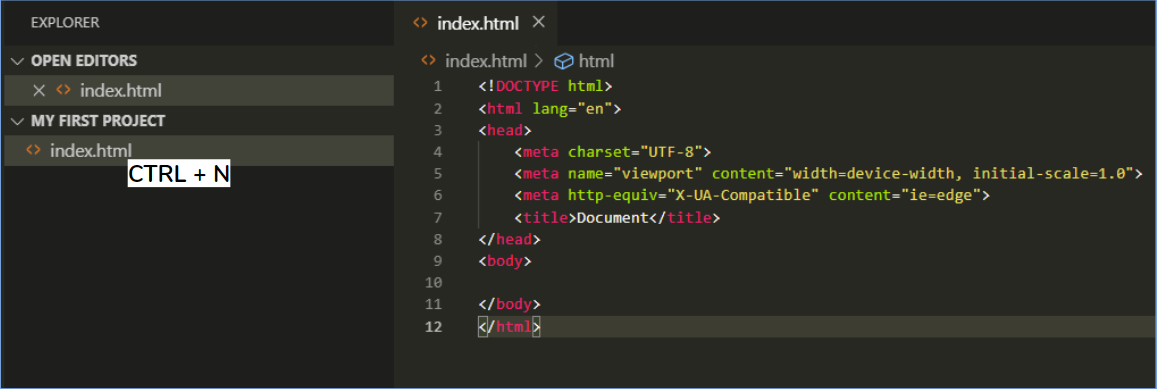 EXPLORER
OPEN EDITORS
index.html
MY FIRST PROJECT
index.html
CTRL + N
index.html
index.html > html
1 <!DOCTYPE html>
2 <html lang="en">
3 <head>
4     <meta charset="UTF-8">
5     <meta name="viewport" content="width=device-width, initial-scale=1.0">
6     <meta http-equiv="X-UA-Compatible" content="ie=edge">
7     <title>Document</title>
8 </head>
9 <body>
10
11 </body>
12 </html>